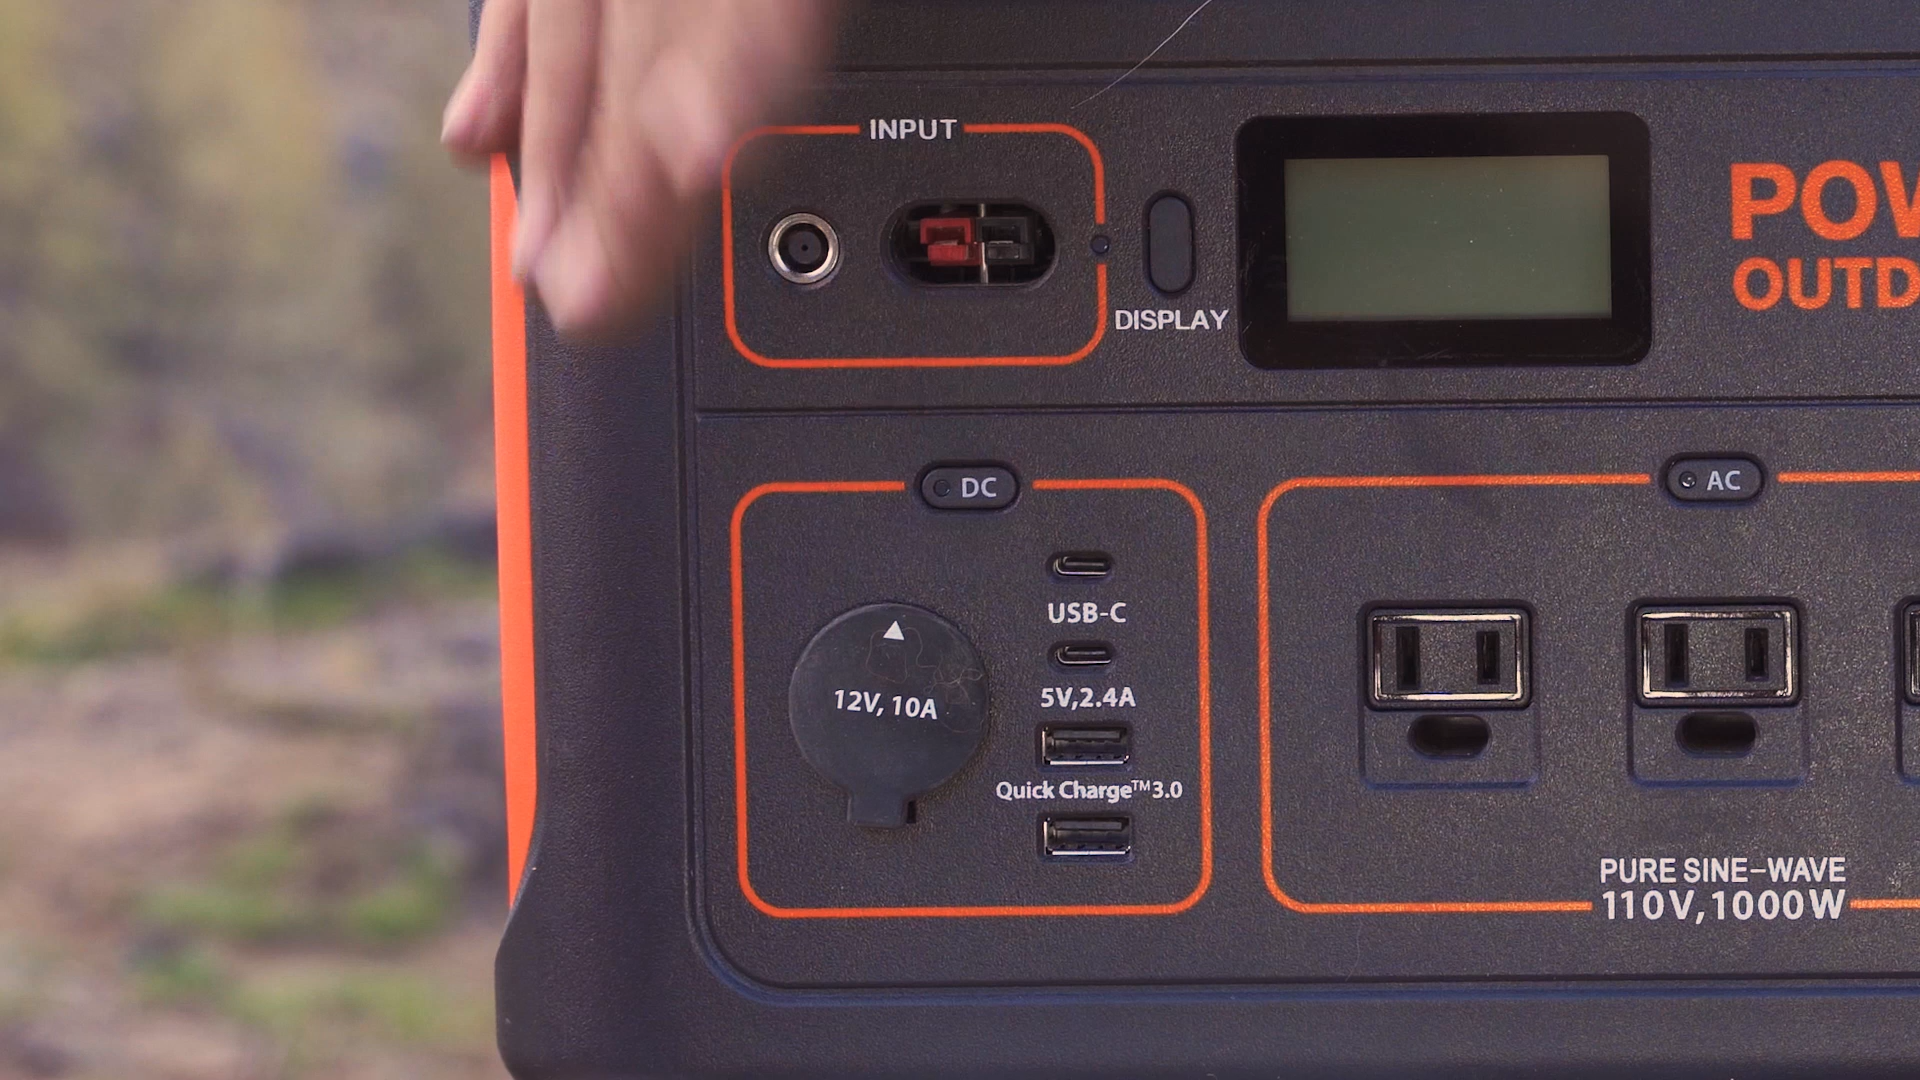 INPUT
DISPLAY
POW
OUTD
DC
AC
USB-C
12V, 10A
5V,2.4A
Quick Charge™3.0
PURE SINE-WAVE
110V,1000W